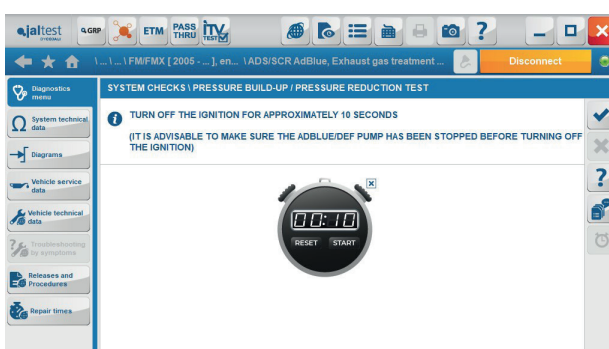 jaltest
GRP
ETM
PASS THRU
ITV TEST
?
\ ... \ ... \ FM/FMX [ 2005 - ... ], en... \ ADS/SCR AdBlue, Exhaust gas treatment ...
Disconnect
Diagnostics
menu
SYSTEM CHECKS \ PRESSURE BUILD-UP / PRESSURE REDUCTION TEST
System technical
data
Diagrams
Vehicle service
data
Vehicle technical
data
Troubleshooting
by symptoms
Releases and
Procedures
Repair times
TURN OFF THE IGNITION FOR APPROXIMATELY 10 SECONDS
(IT IS ADVISABLE TO MAKE SURE THE ADBLUE/DEF PUMP HAS BEEN STOPPED BEFORE TURNING OFF
THE IGNITION)
00:10
RESET START
?